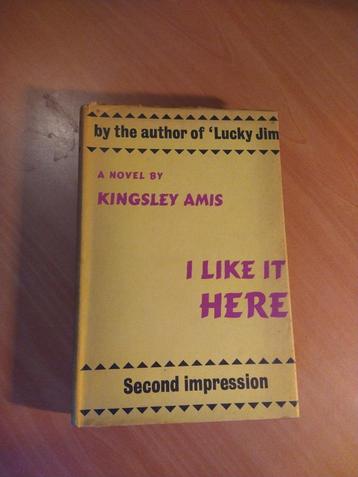 by the author of 'Lucky Jim
A NOVEL BY
KINGSLEY AMIS
I LIKE IT
HERE
Second impression